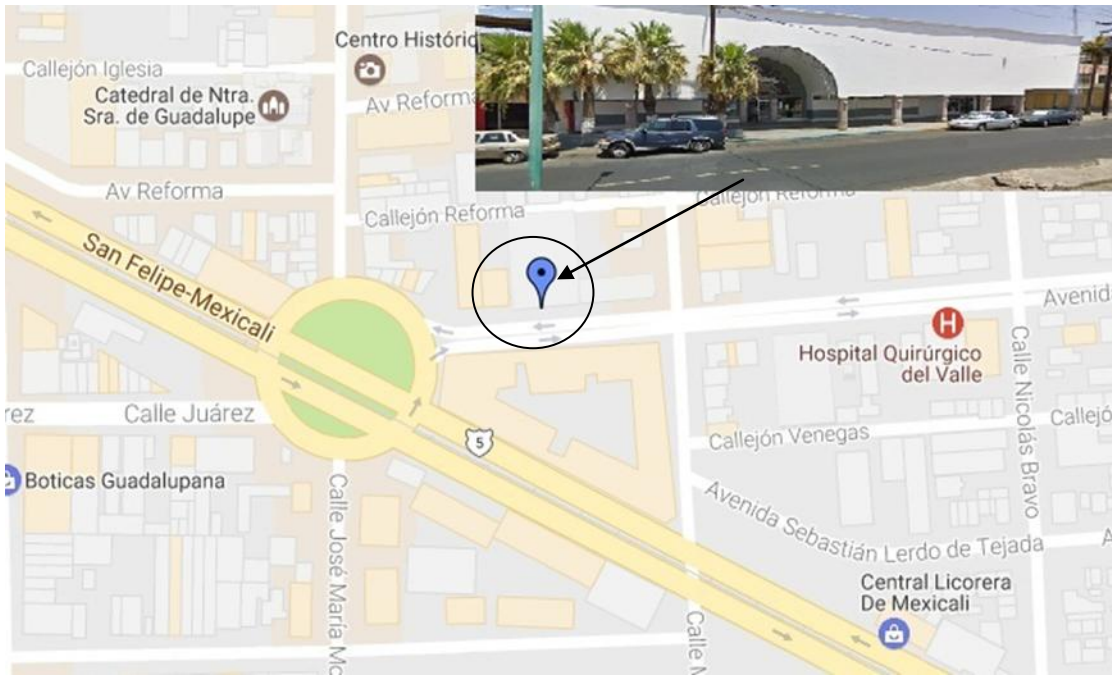 Centro Históric
Callejón Iglesia
Catedral de Ntra.
Sra. de Guadalupe
Av Reforma
Av Reforma
Callejón Reforma
Callejón Reforma
San Felipe-Mexicali
Avenid
H
Hospital Quirúrgico
del Valle
Calle Nicolás Bravo
rez
Calle Juárez
5
Callejón Venegas
Callejó
Boticas Guadalupana
Calle José María Mo
Avenida Sebastián Lerdo de Tejada
A
Central Licorera
De Mexicali
Calle M